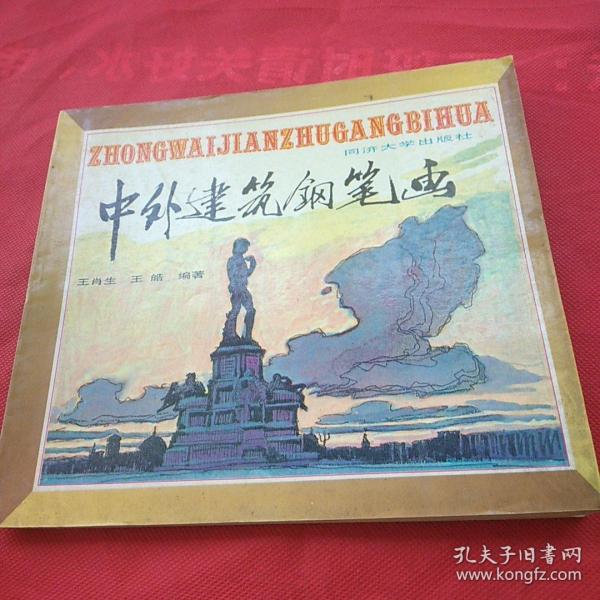 ZHONGWAIJIANZHUGANGBIHUA
同济大学出版社
中外建筑钢笔画
王肖生 王皓 编著
孔夫子旧書网
www.kongfz.com